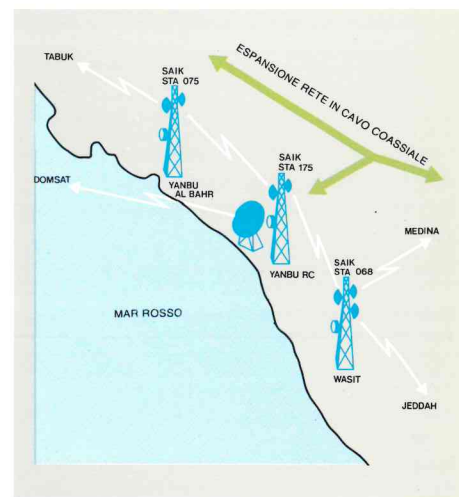 ESPANSIONE RETE IN CAVO COASSIALE
TABUK
SAIK
STA 075
DOMSAT
YANBU
AL BAHR
SAIK
STA 175
YANBU RC
MEDINA
SAIK
STA 068
MAR ROSSO
WASIT
JEDDAH